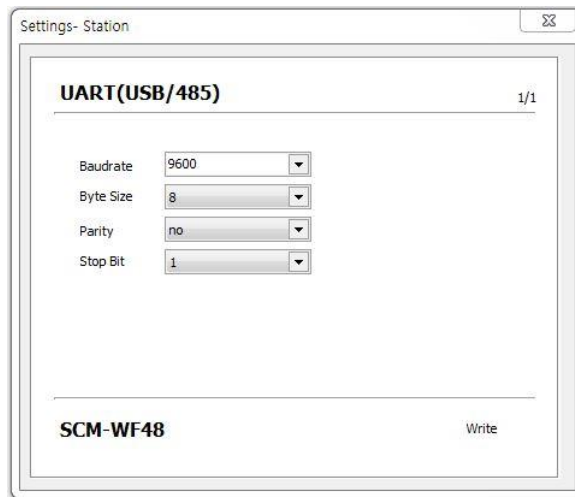 Settings- Station
UART(USB/485)
1/1
Baudrate 9600
Byte Size 8
Parity no
Stop Bit 1
SCM-WF48
Write